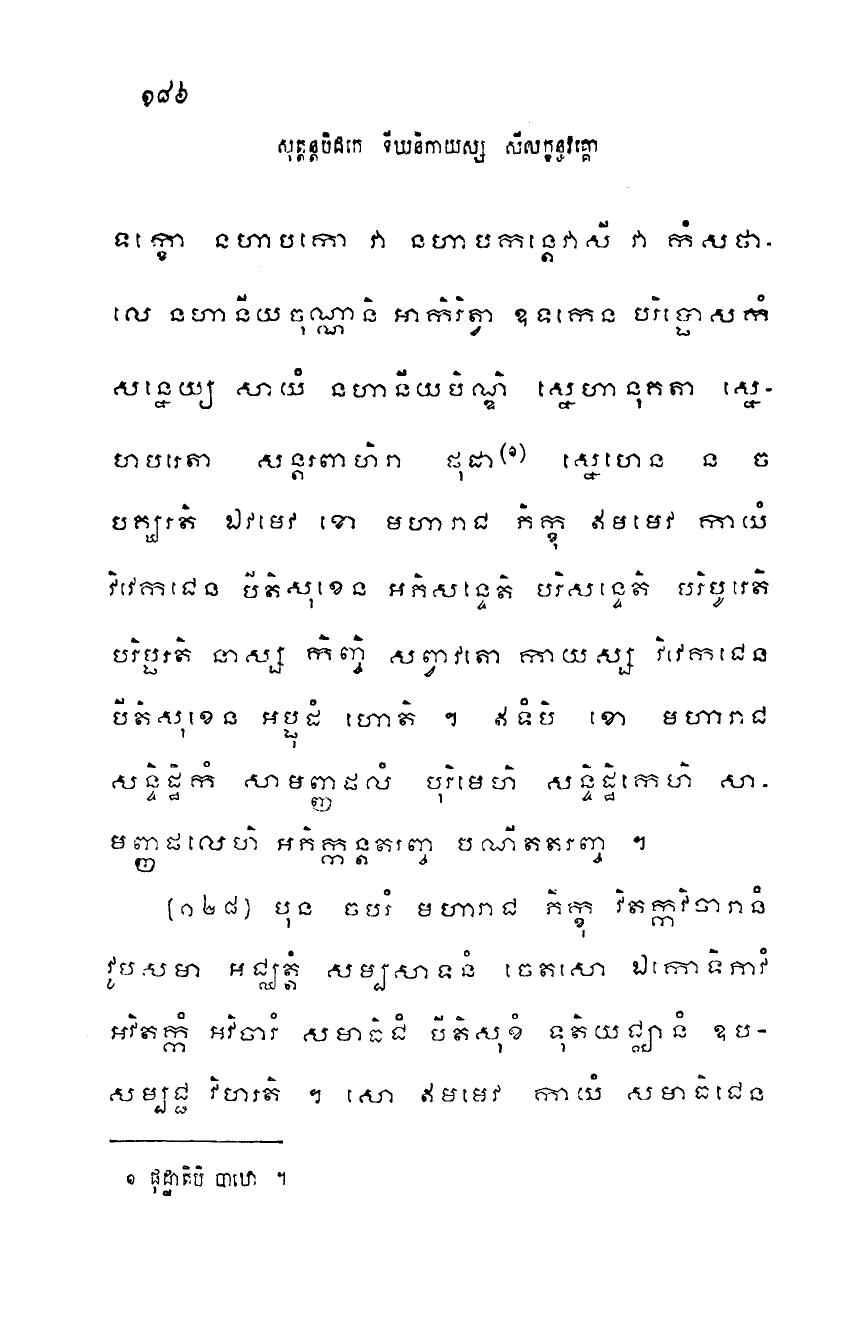 ១៨៦
សុត្តន្តបិដកេ ទីឃនិកាយស្ស សីលក្ខន្ធវគ្គោ
ទក្ខោ នហាបកោ វា នហាបកន្តេវាសី វា កំសថា-
លេ នហានីយចុណ្ណានិ អាកិរិត្វា ឧទកេន បរិប្ផោសកំ
សន្នេយ្យ សាយំ នហានីយបិណ្ឌិ ស្នេហានុគតា ស្នេ-
ហបរេតា សន្តរពាហិរា ផុដា(១) ស្នេហេន ន ច
បគ្ឃរតិ ឯវមេវ ខោ មហារាជ ភិក្ខុ ឥមមេវ កាយំ
វិវេកជេន បីតិសុខេន អភិសន្ទេតិ បរិសន្ទេតិ បរិបូរេតិ
បរិប្ផរតិ នាស្ស កិញ្ចិ សព្វាវតោ កាយស្ស វិវេកជេន
បីតិសុខេន អប្ផុដំ ហោតិ ។ ឥទំបិ ខោ មហារាជ
សន្ទិដ្ឋិកំ សាមញ្ញផលំ បុរិមេហិ សន្ទិដ្ឋិកេហិ សា-
មញ្ញផលេហិ អភិក្កន្តតរញ្ច បណីតតរញ្ច ។
(១២៨) បុន ចបរំ មហារាជ ភិក្ខុ វិតក្កវិចារានំ
វូបសមា អជ្ឈត្តំ សម្បសាទនំ ចេតសោ ឯកោទិភាវំ
អវិតក្កំ អវិចារំ សមាធិជំ បីតិសុខំ ទុតិយជ្ឈានំ ឧប-
សម្បជ្ជ វិហរតិ ។ សោ ឥមមេវ កាយំ សមាធិជេន
១ ផុដ្ឋាតិបិ បាឋោ ។